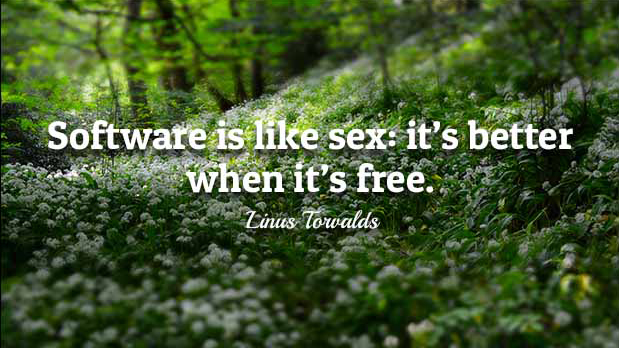 Software is like sex: it’s better
when it’s free.
Linus Torvalds